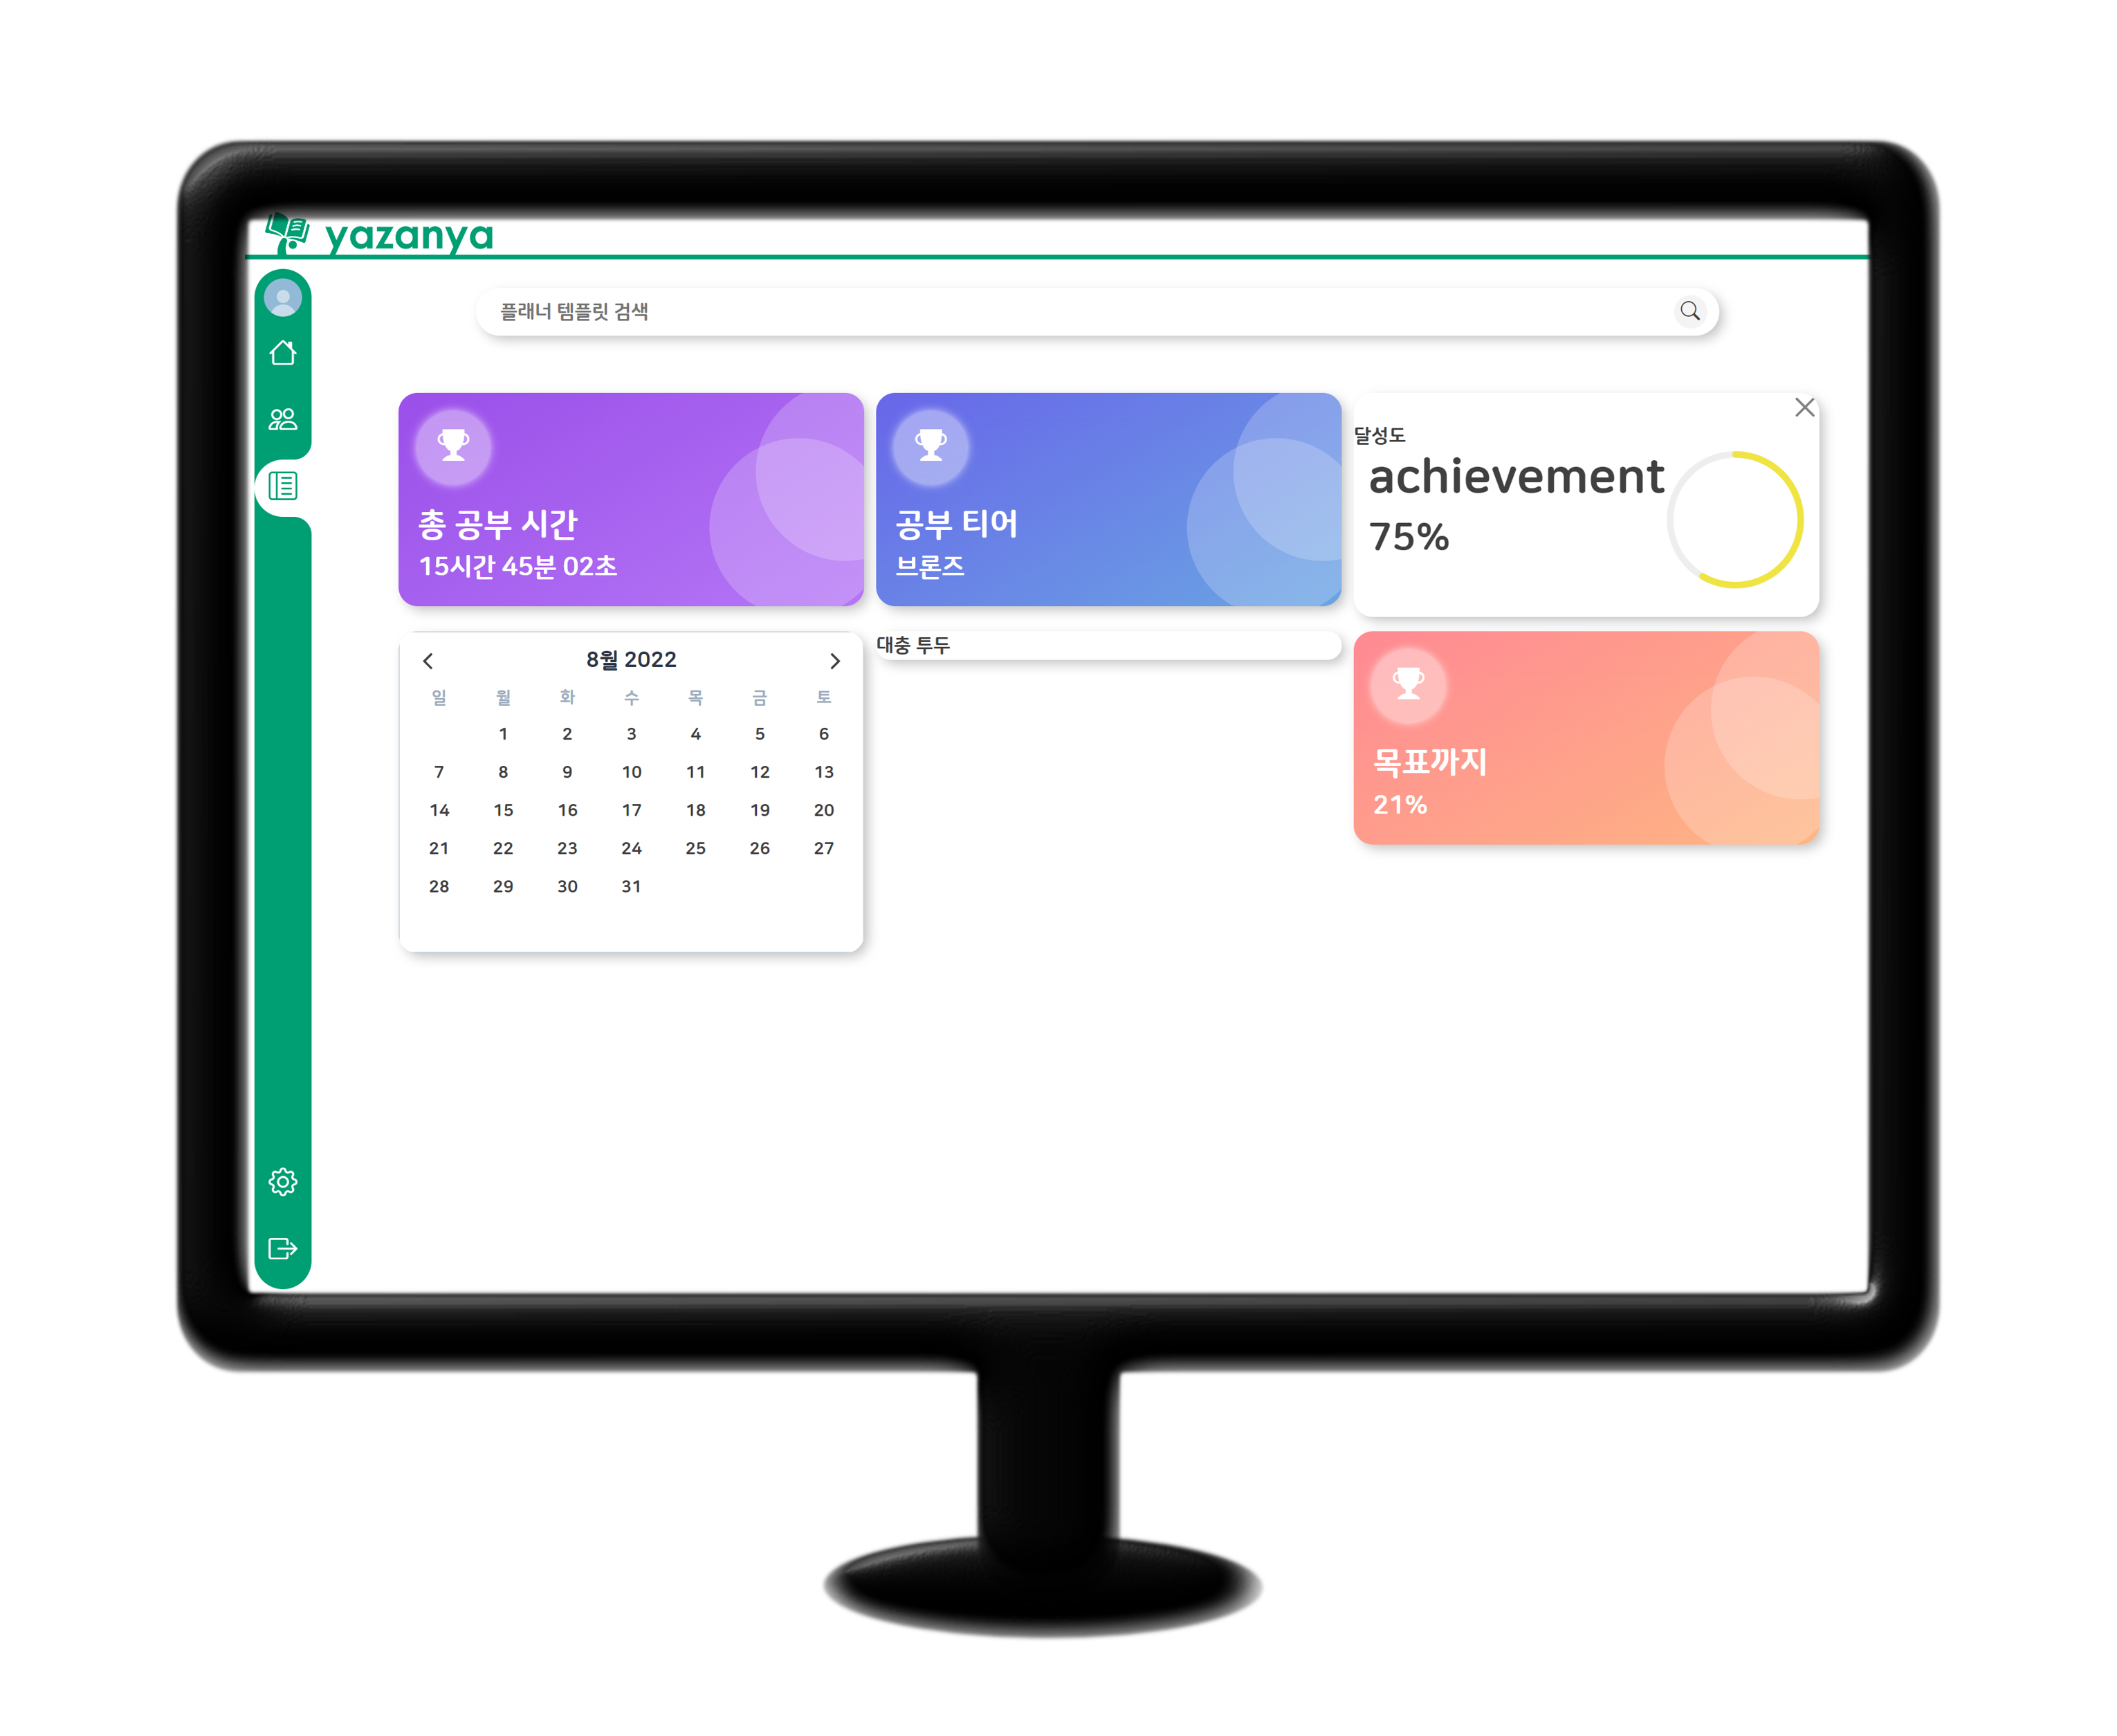 yazanya
플래너 템플릿 검색
총 공부 시간
15시간 45분 02초
공부 티어
브론즈
달성도
achievement
75%
8월 2022
일 월 화 수 목 금 토
1 2 3 4 5 6
7 8 9 10 11 12 13
14 15 16 17 18 19 20
21 22 23 24 25 26 27
28 29 30 31
대충 투두
목표까지
21%